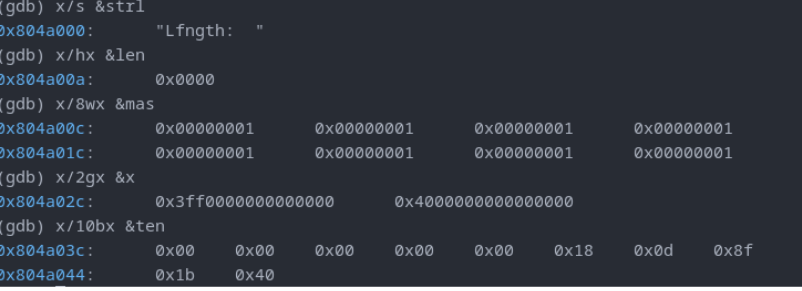 (gdb) x/s &strl
0x804a000: "Lfngth:  "
(gdb) x/hx &len
0x804a00a: 0x0000
(gdb) x/8wx &mas
0x804a00c: 0x00000001 0x00000001 0x00000001 0x00000001
0x804a01c: 0x00000001 0x00000001 0x00000001 0x00000001
(gdb) x/2gx &x
0x804a02c: 0x3ff0000000000000 0x4000000000000000
(gdb) x/10bx &ten
0x804a03c: 0x00 0x00 0x00 0x00 0x00 0x18 0x0d 0x8f
0x804a044: 0x1b 0x40